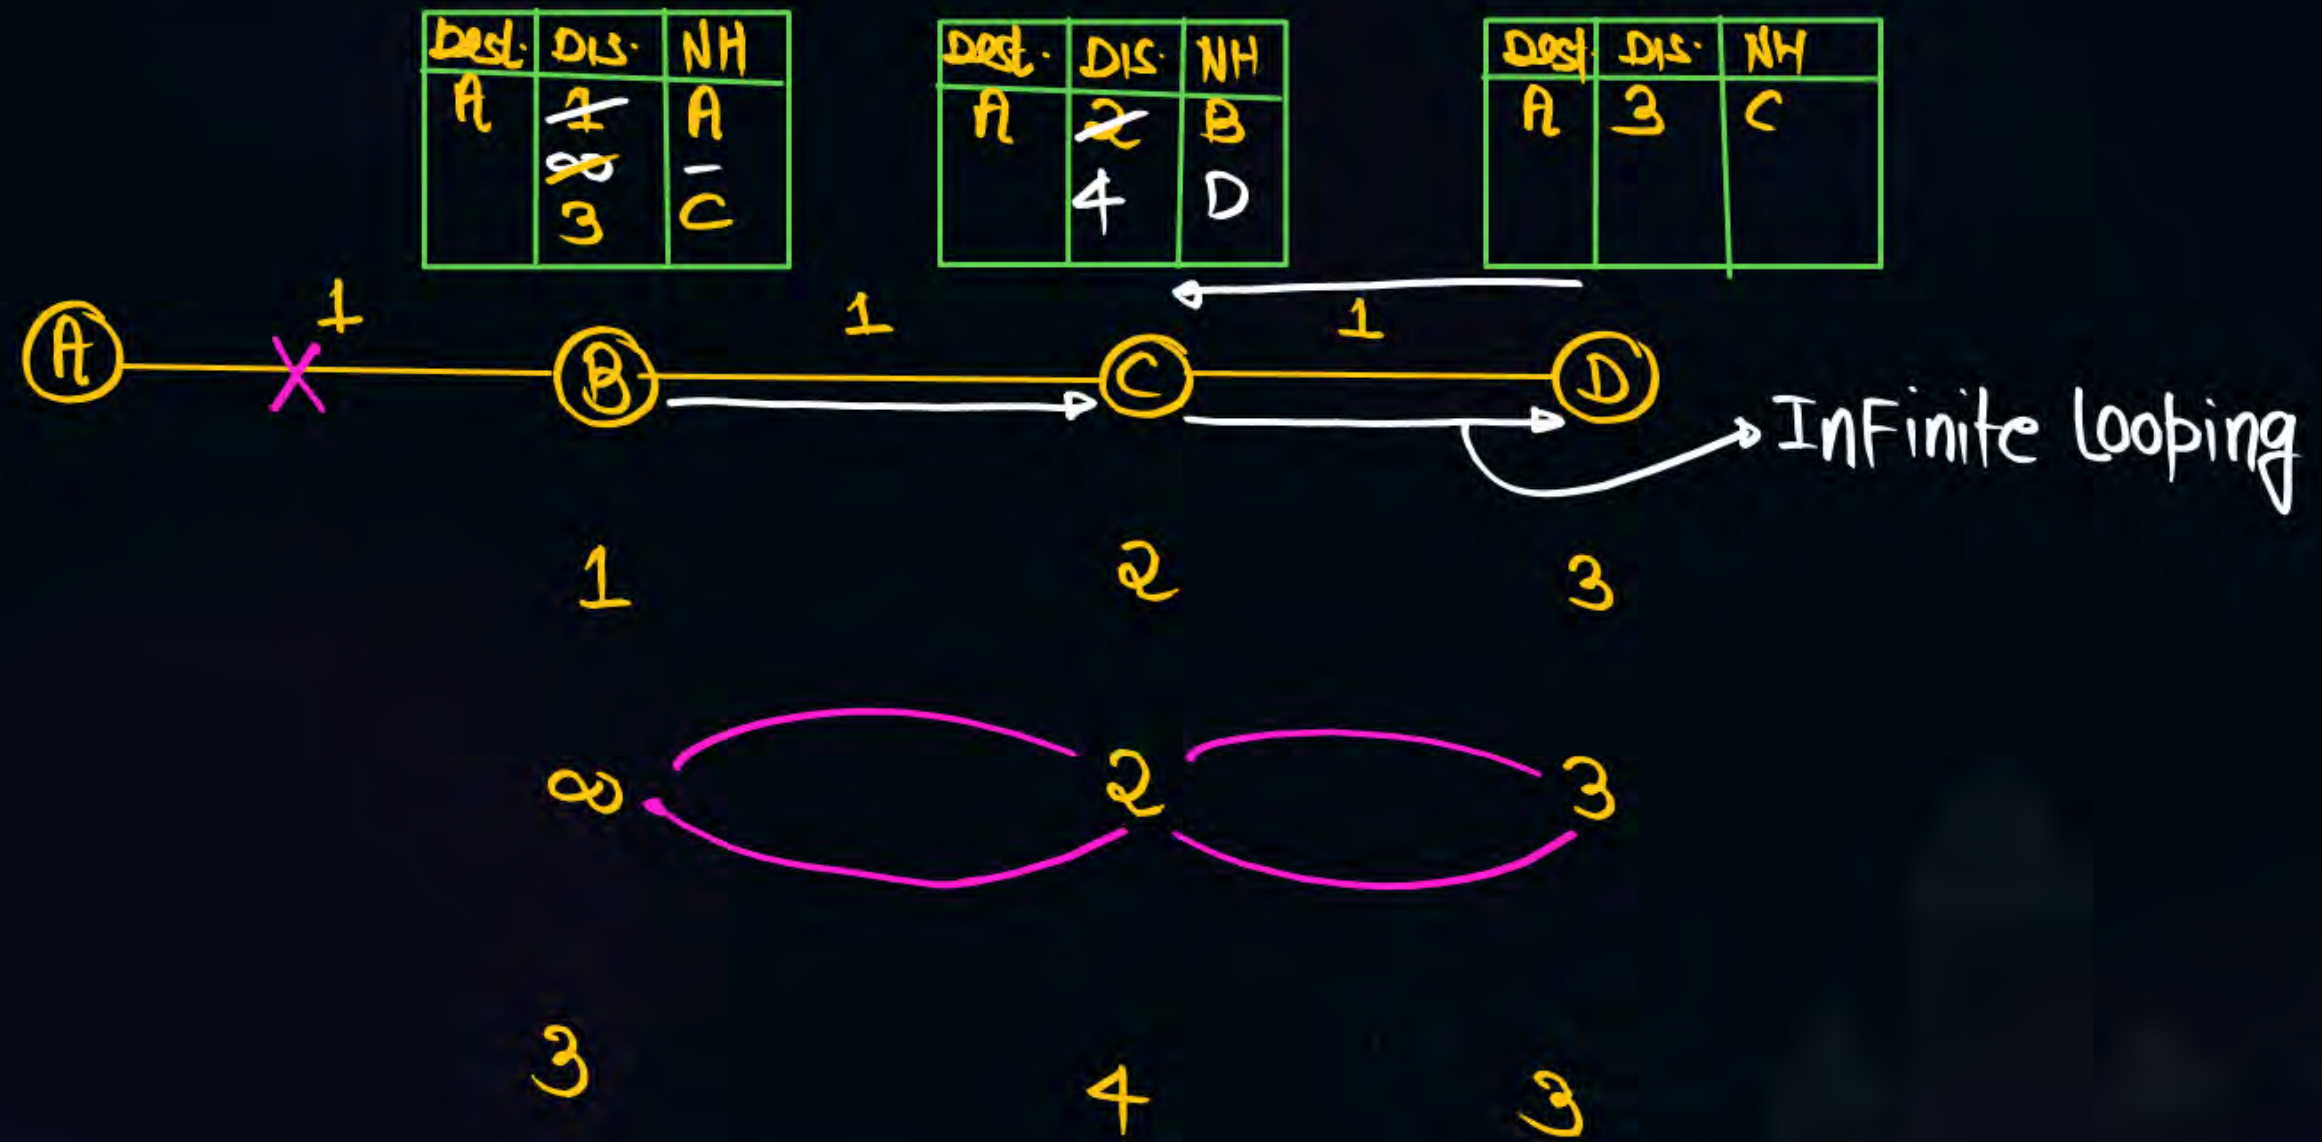 Dest. DIS. NH
A 1 A
∞ –
3 C
Dest. DIS. NH
A 2 B
4 D
Dest. DIS. NH
A 3 C
1 1 1
A B C D
InFinite looping
1 2 3
∞ 2 3
3 4 3